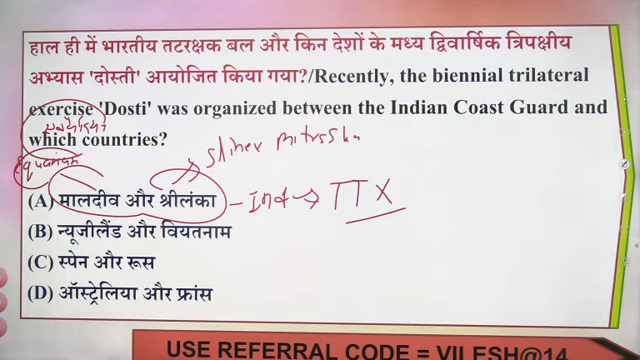 हाल ही में भारतीय तटरक्षक बल और किन देशों के मध्य द्विवार्षिक त्रिपक्षीय
अभ्यास 'दोस्ती' आयोजित किया गया?/Recently, the biennial trilateral
exercise 'Dosti' was organized between the Indian Coast Guard and
which countries?
(A) मालदीव और श्रीलंका - Ind → TTX
(B) न्यूजीलैंड और वियतनाम
(C) स्पेन और रूस
(D) ऑस्ट्रेलिया और फ्रांस
USE REFERRAL CODE = VILESH@14